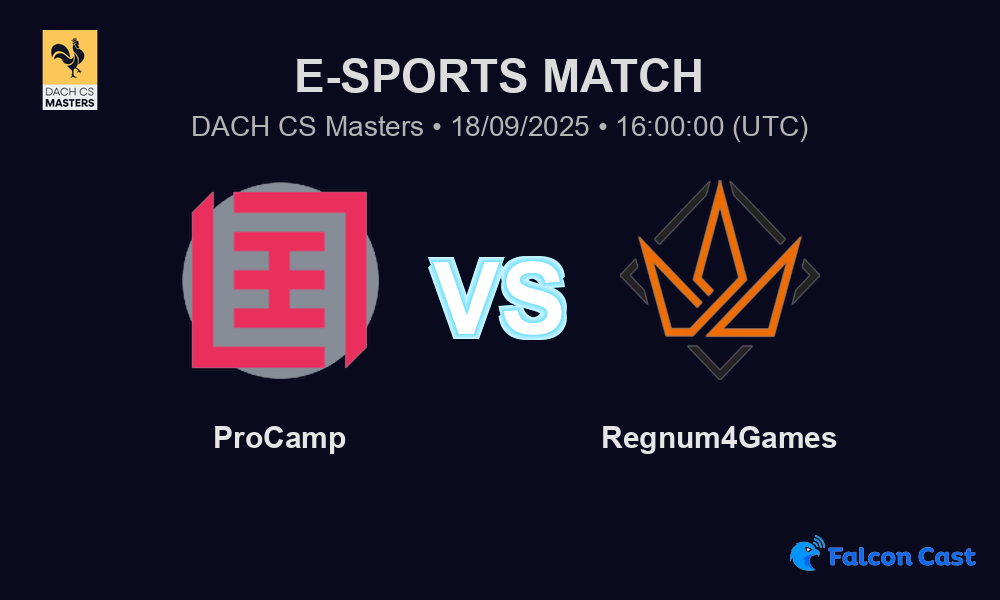 DACH CS
MASTERS
E-SPORTS MATCH
DACH CS Masters • 18/09/2025 • 16:00:00 (UTC)
VS
ProCamp
Regnum4Games
Falcon Cast